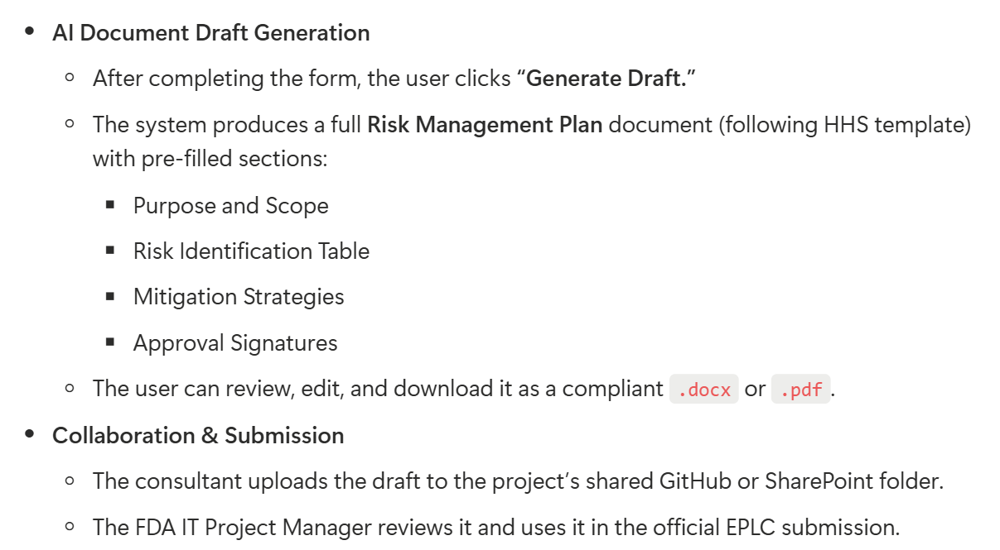 AI Document Draft Generation
After completing the form, the user clicks “Generate Draft.”
The system produces a full Risk Management Plan document (following HHS template)
with pre-filled sections:
Purpose and Scope
Risk Identification Table
Mitigation Strategies
Approval Signatures
The user can review, edit, and download it as a compliant .docx or .pdf.
Collaboration & Submission
The consultant uploads the draft to the project’s shared GitHub or SharePoint folder.
The FDA IT Project Manager reviews it and uses it in the official EPLC submission.